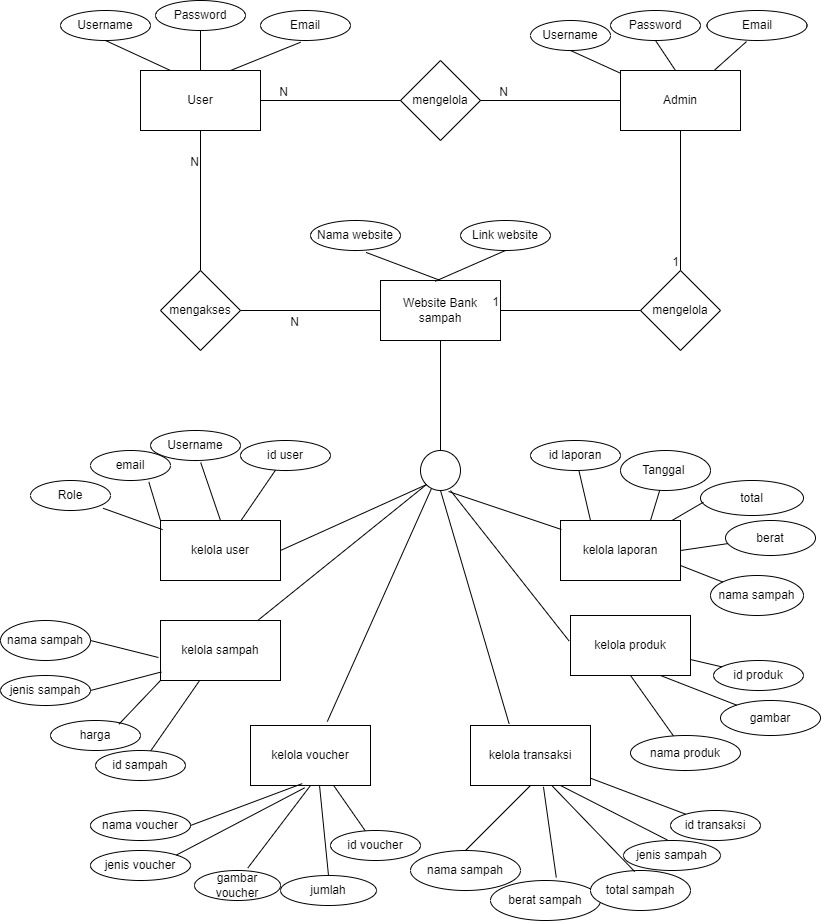 Username
Password
Email
Username
Password
Email
User
N
mengelola
N
Admin
N
Nama website
Link website
1
mengakses
N
Website Bank
sampah
1
mengelola
Role
email
Username
id user
kelola user
id laporan
Tanggal
total
berat
nama sampah
kelola laporan
nama sampah
jenis sampah
harga
id sampah
kelola sampah
kelola produk
id produk
gambar
nama produk
kelola voucher
kelola transaksi
nama voucher
jenis voucher
gambar
voucher
jumlah
id voucher
nama sampah
berat sampah
total sampah
jenis sampah
id transaksi